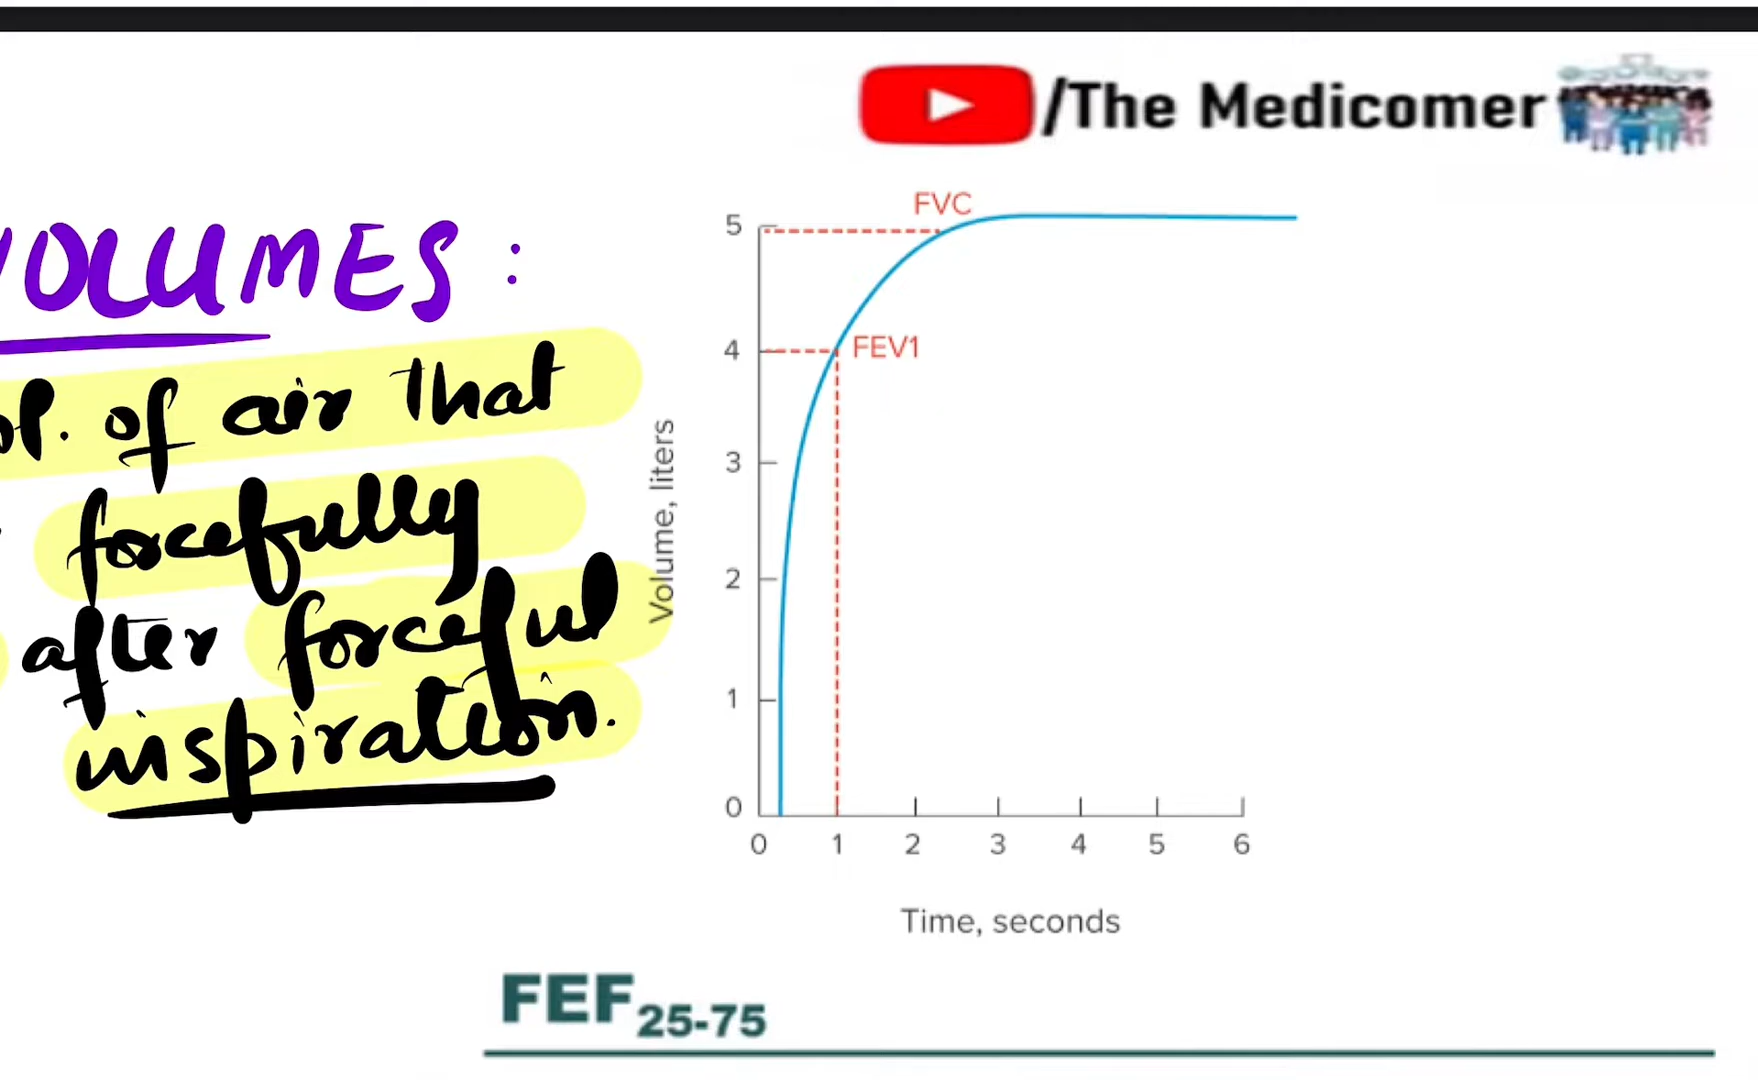 /The Medicomer
VOLUMES:
of air that
forcefully
after forceful
inspiration.
FVC
FEV1
5
4
3
2
1
0
Volume, liters
0 1 2 3 4 5 6
Time, seconds
FEF25-75